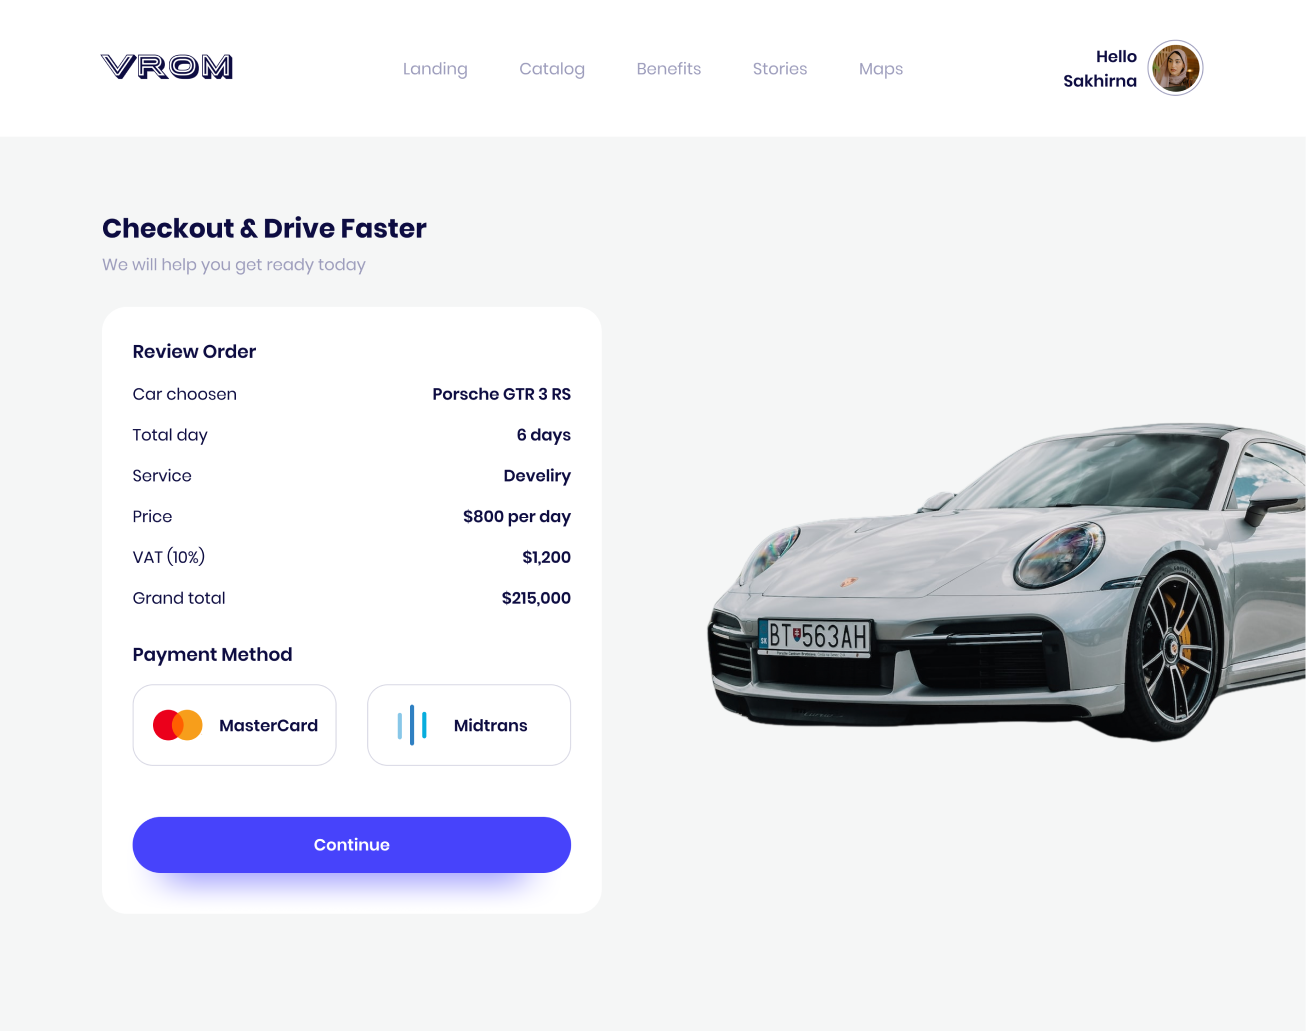 VROM
Landing Catalog Benefits Stories Maps
Hello
Sakhirna
Checkout & Drive Faster
We will help you get ready today
Review Order
Car choosen Porsche GTR 3 RS
Total day 6 days
Service Develiry
Price $800 per day
VAT (10%) $1,200
Grand total $215,000
SK BT 563AH
Payment Method
MasterCard Midtrans
Continue